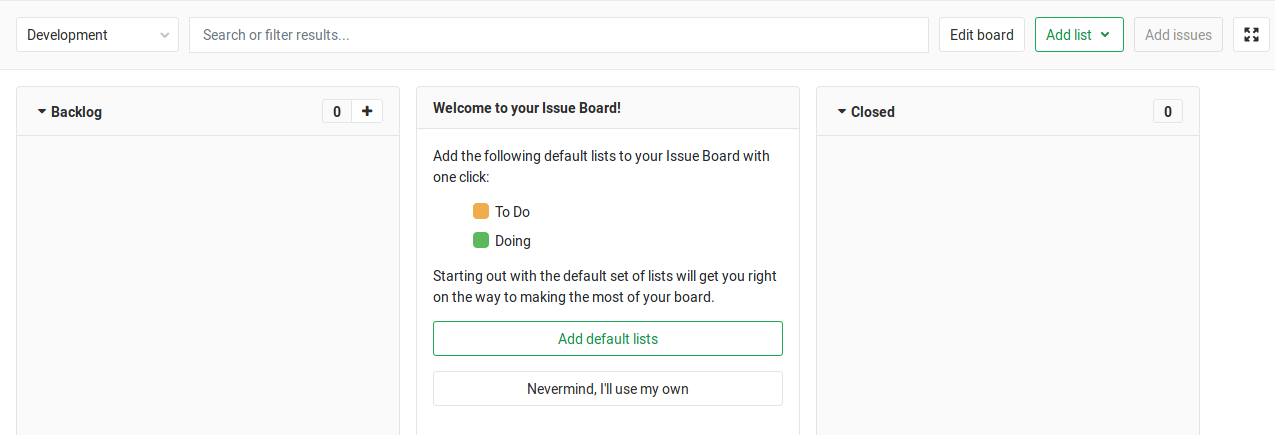 Development
Search or filter results...
Edit board
Add list
Add issues
Backlog
0
Welcome to your Issue Board!
Add the following default lists to your Issue Board with
one click:
To Do
Doing
Starting out with the default set of lists will get you right
on the way to making the most of your board.
Add default lists
Nevermind, I'll use my own
Closed
0